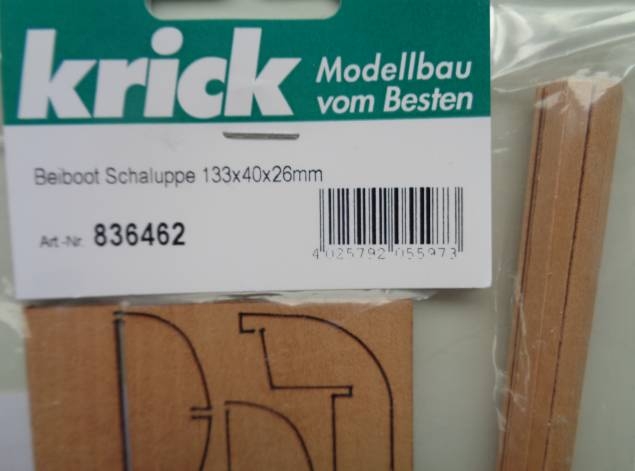 krick
Modellbau
vom Besten
Beiboot Schaluppe 133x40x26mm
Art-Nr. 836462
4 025792 055973